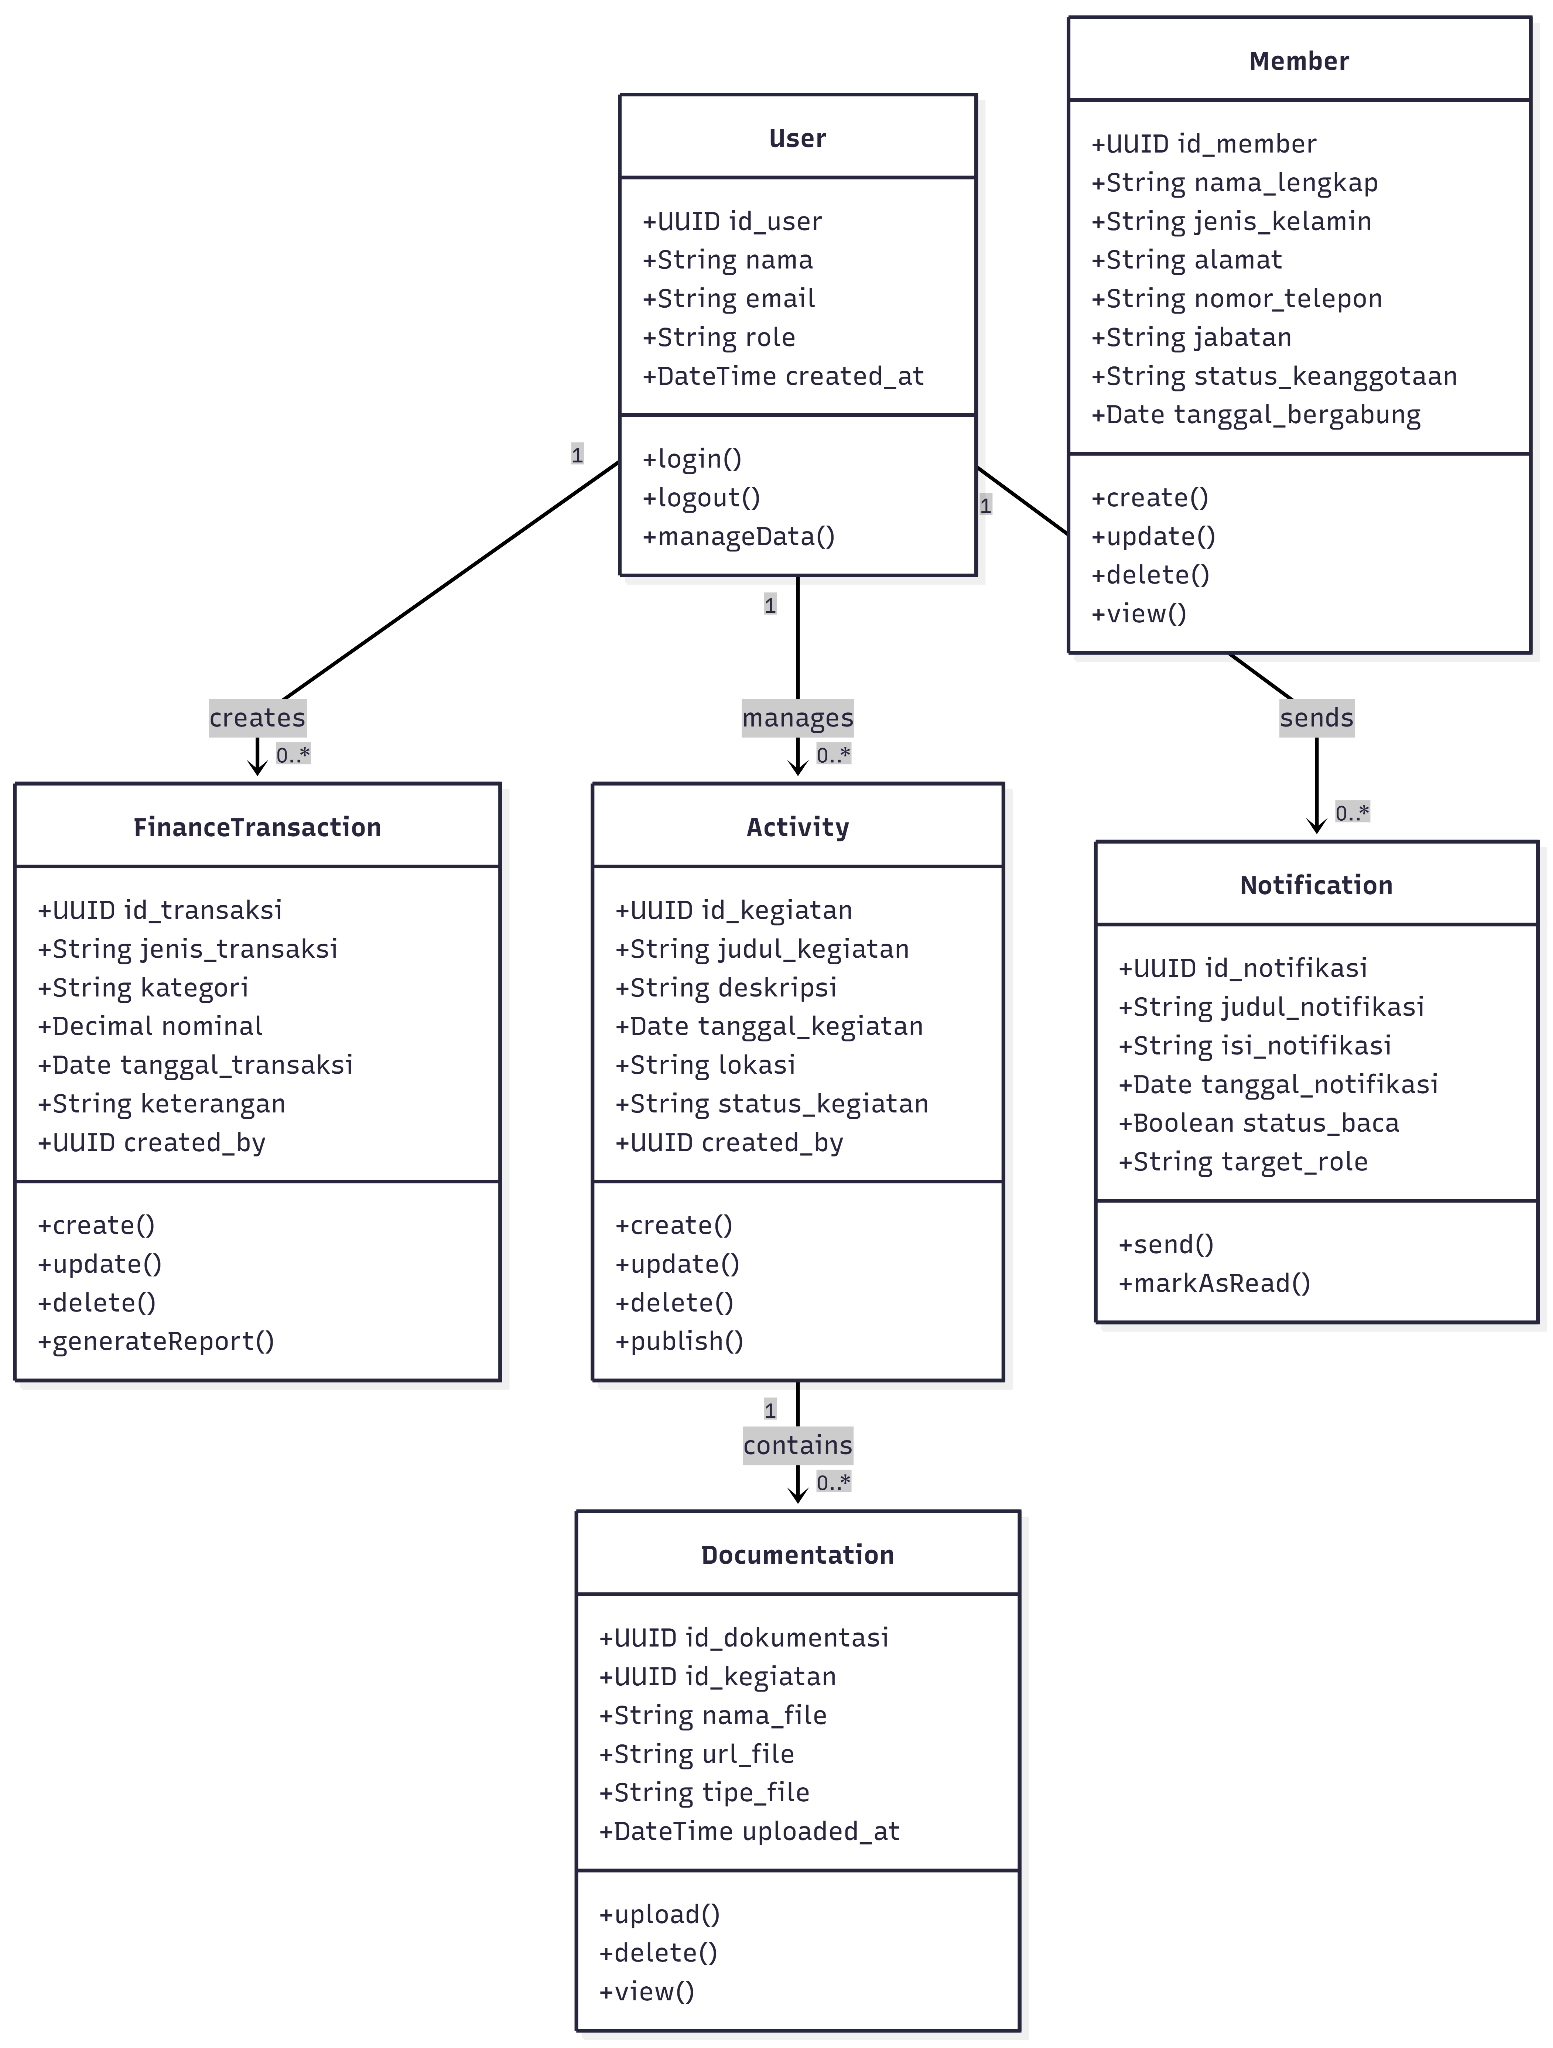 Member
+UUID id_member
+String nama_lengkap
+String jenis_kelamin
+String alamat
+String nomor_telepon
+String jabatan
+String status_keanggotaan
+Date tanggal_bergabung
+create()
+update()
+delete()
+view()
User
+UUID id_user
+String nama
+String email
+String role
+DateTime created_at
+login()
+logout()
+manageData()
1
1
1
creates
0..*
manages
0..*
sends
0..*
FinanceTransaction
+UUID id_transaksi
+String jenis_transaksi
+String kategori
+Decimal nominal
+Date tanggal_transaksi
+String keterangan
+UUID created_by
+create()
+update()
+delete()
+generateReport()
Activity
+UUID id_kegiatan
+String judul_kegiatan
+String deskripsi
+Date tanggal_kegiatan
+String lokasi
+String status_kegiatan
+UUID created_by
+create()
+update()
+delete()
+publish()
Notification
+UUID id_notifikasi
+String judul_notifikasi
+String isi_notifikasi
+Date tanggal_notifikasi
+Boolean status_baca
+String target_role
+send()
+markAsRead()
1
contains
0..*
Documentation
+UUID id_dokumentasi
+UUID id_kegiatan
+String nama_file
+String url_file
+String tipe_file
+DateTime uploaded_at
+upload()
+delete()
+view()